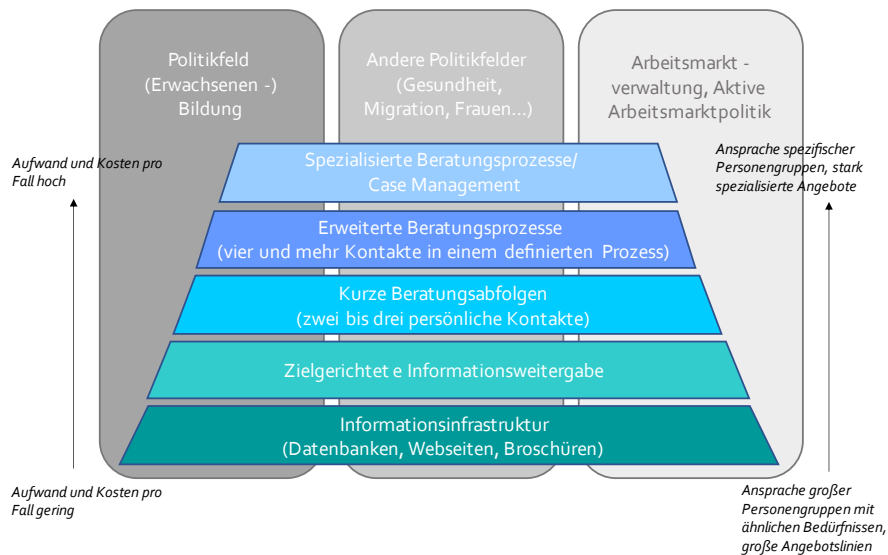 Politikfeld
(Erwachsenen -)
Bildung
Andere Politikfelder
(Gesundheit,
Migration, Frauen...)
Arbeitsmarkt -
verwaltung, Aktive
Arbeitsmarktpolitik
Aufwand und Kosten pro
Fall hoch
Ansprache spezifischer
Personengruppen, stark
spezialisierte Angebote
Spezialisierte Beratungsprozesse/
Case Management
Erweiterte Beratungsprozesse
(vier und mehr Kontakte in einem definierten Prozess)
Kurze Beratungsabfolgen
(zwei bis drei persönliche Kontakte)
Zielgerichtet e Informationsweitergabe
Informationsinfrastruktur
(Datenbanken, Webseiten, Broschüren)
Aufwand und Kosten pro
Fall gering
Ansprache großer
Personengruppen mit
ähnlichen Bedürfnissen,
große Angebotslinien